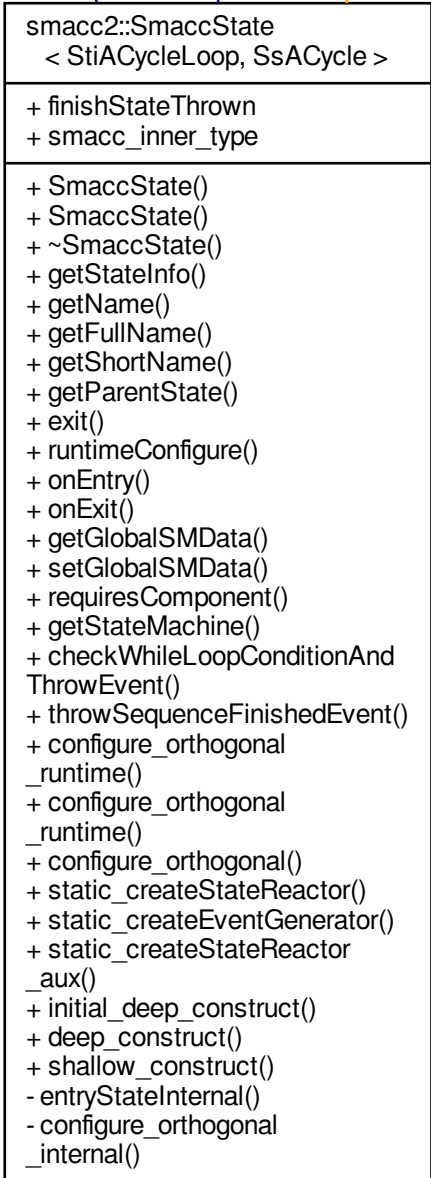 smacc2::SmaccState
< StiACycleLoop, SsACycle >
+ finishStateThrown
+ smacc_inner_type
+ SmaccState()
+ SmaccState()
+ ~SmaccState()
+ getStateInfo()
+ getName()
+ getFullName()
+ getShortName()
+ getParentState()
+ exit()
+ runtimeConfigure()
+ onEntry()
+ onExit()
+ getGlobalSMData()
+ setGlobalSMData()
+ requiresComponent()
+ getStateMachine()
+ checkWhileLoopConditionAnd
ThrowEvent()
+ throwSequenceFinishedEvent()
+ configure_orthogonal
_runtime()
+ configure_orthogonal
_runtime()
+ configure_orthogonal()
+ static_createStateReactor()
+ static_createEventGenerator()
+ static_createStateReactor
_aux()
+ initial_deep_construct()
+ deep_construct()
+ shallow_construct()
- entryStateInternal()
- configure_orthogonal
_internal()